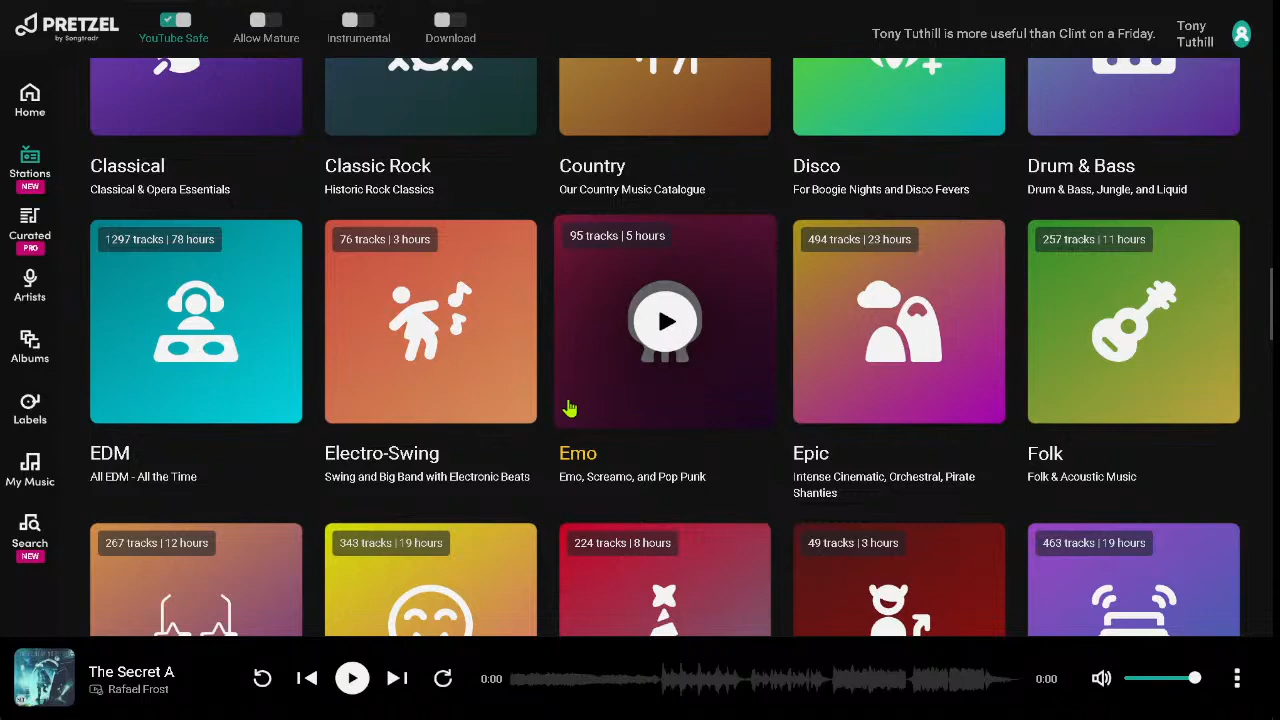 PRETZEL
by Songtradr
YouTube Safe
Allow Mature
Instrumental
Download
Tony Tuthill is more useful than Clint on a Friday.
Tony
Tuthill
Home
Stations
NEW
Curated
PRO
Artists
Albums
Labels
My Music
Search
NEW
Classical
Classical & Opera Essentials
Classic Rock
Historic Rock Classics
Country
Our Country Music Catalogue
Disco
For Boogie Nights and Disco Fevers
Drum & Bass
Drum & Bass, Jungle, and Liquid
1297 tracks | 78 hours
EDM
All EDM - All the Time
76 tracks | 3 hours
Electro-Swing
Swing and Big Band with Electronic Beats
95 tracks | 5 hours
Emo
Emo, Screamo, and Pop Punk
494 tracks | 23 hours
Epic
Intense Cinematic, Orchestral, Pirate
Shanties
257 tracks | 11 hours
Folk
Folk & Acoustic Music
267 tracks | 12 hours
343 tracks | 19 hours
224 tracks | 8 hours
49 tracks | 3 hours
463 tracks | 19 hours
The Secret A
Rafael Frost
0:00
0:00